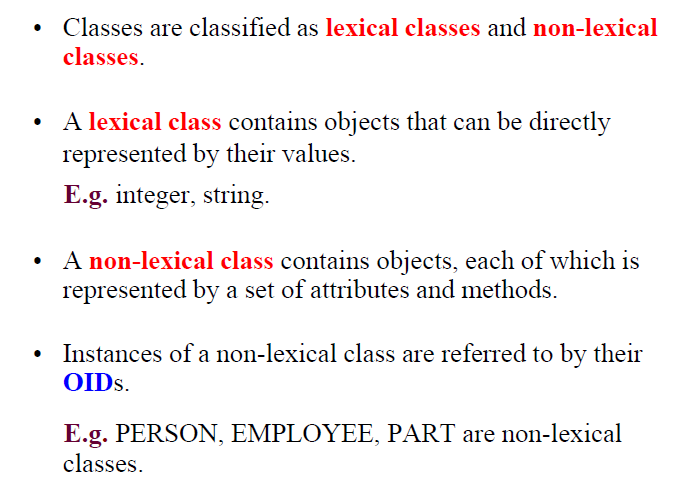 • Classes are classified as lexical classes and non-lexical
classes.
• A lexical class contains objects that can be directly
represented by their values.
E.g. integer, string.
• A non-lexical class contains objects, each of which is
represented by a set of attributes and methods.
• Instances of a non-lexical class are referred to by their
OIDs.
E.g. PERSON, EMPLOYEE, PART are non-lexical
classes.